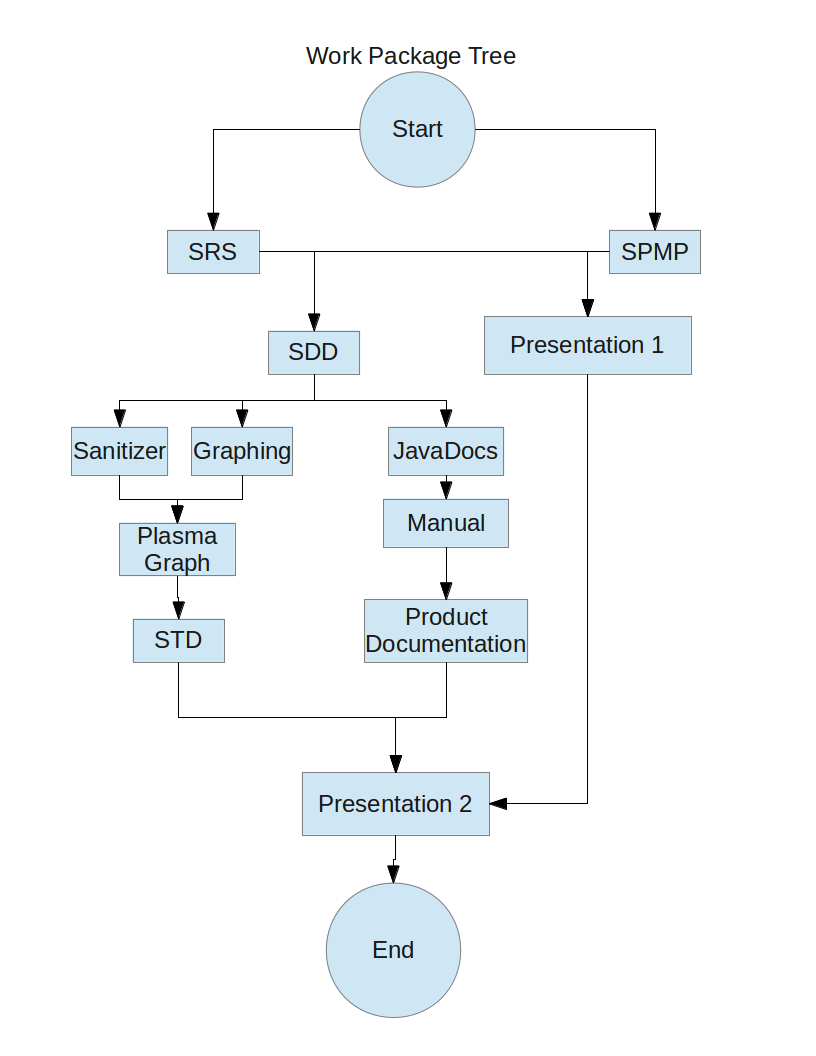 Work Package Tree
Start
SRS
SPMP
SDD
Presentation 1
Sanitizer
Graphing
JavaDocs
Manual
Plasma
Graph
Product
Documentation
STD
Presentation 2
End